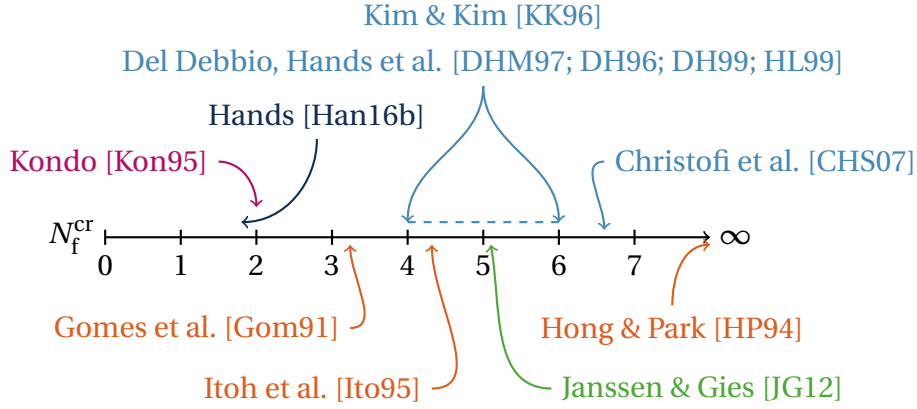 Kim & Kim [KK96]
Del Debbio, Hands et al. [DHM97; DH96; DH99; HL99]
Hands [Han16b]
Kondo [Kon95]
Christofi et al. [CHS07]
N_f^cr
∞
0 1 2 3 4 5 6 7
Gomes et al. [Gom91]
Hong & Park [HP94]
Itoh et al. [Ito95]
Janssen & Gies [JG12]